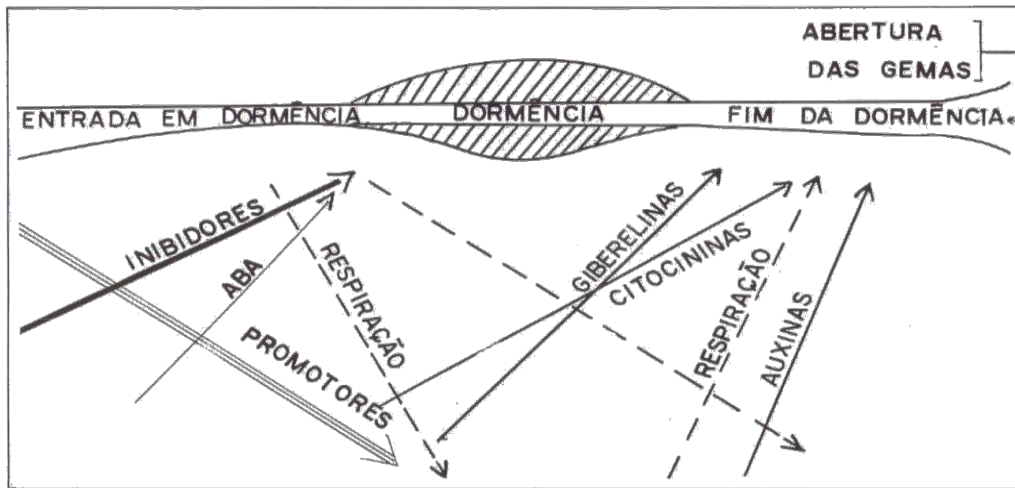 ABERTURA
DAS GEMAS
ENTRADA EM DORMÊNCIA
DORMÊNCIA
FIM DA DORMÊNCIA
INIBIDORES
ABA
RESPIRAÇÃO
PROMOTORES
GIBERELINAS
CITOCININAS
RESPIRAÇÃO
AUXINAS